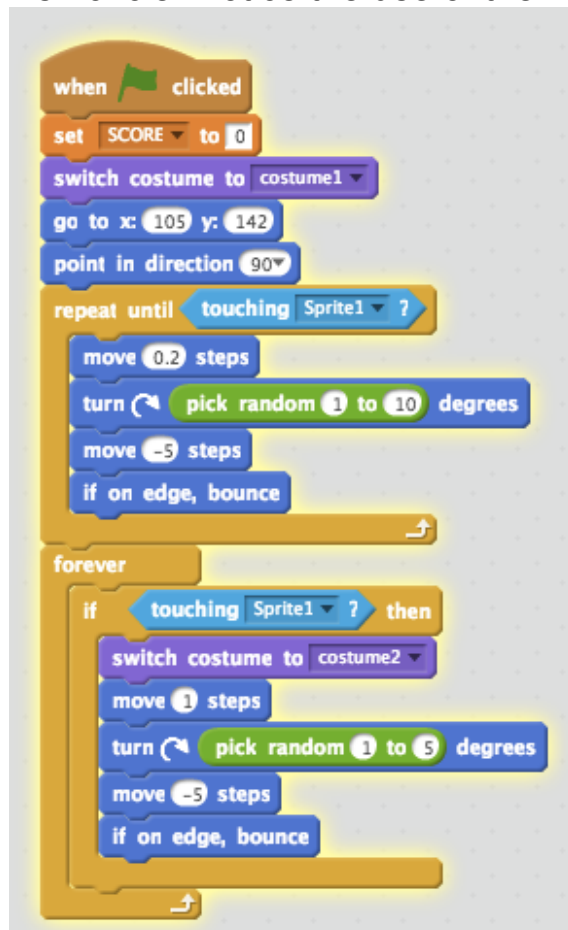 when clicked
set SCORE to 0
switch costume to costume1
go to x: 105 y: 142
point in direction 90
repeat until touching Sprite1 ?
move 0.2 steps
turn pick random 1 to 10 degrees
move -5 steps
if on edge, bounce
forever
if touching Sprite1 ? then
switch costume to costume2
move 1 steps
turn pick random 1 to 5 degrees
move -5 steps
if on edge, bounce